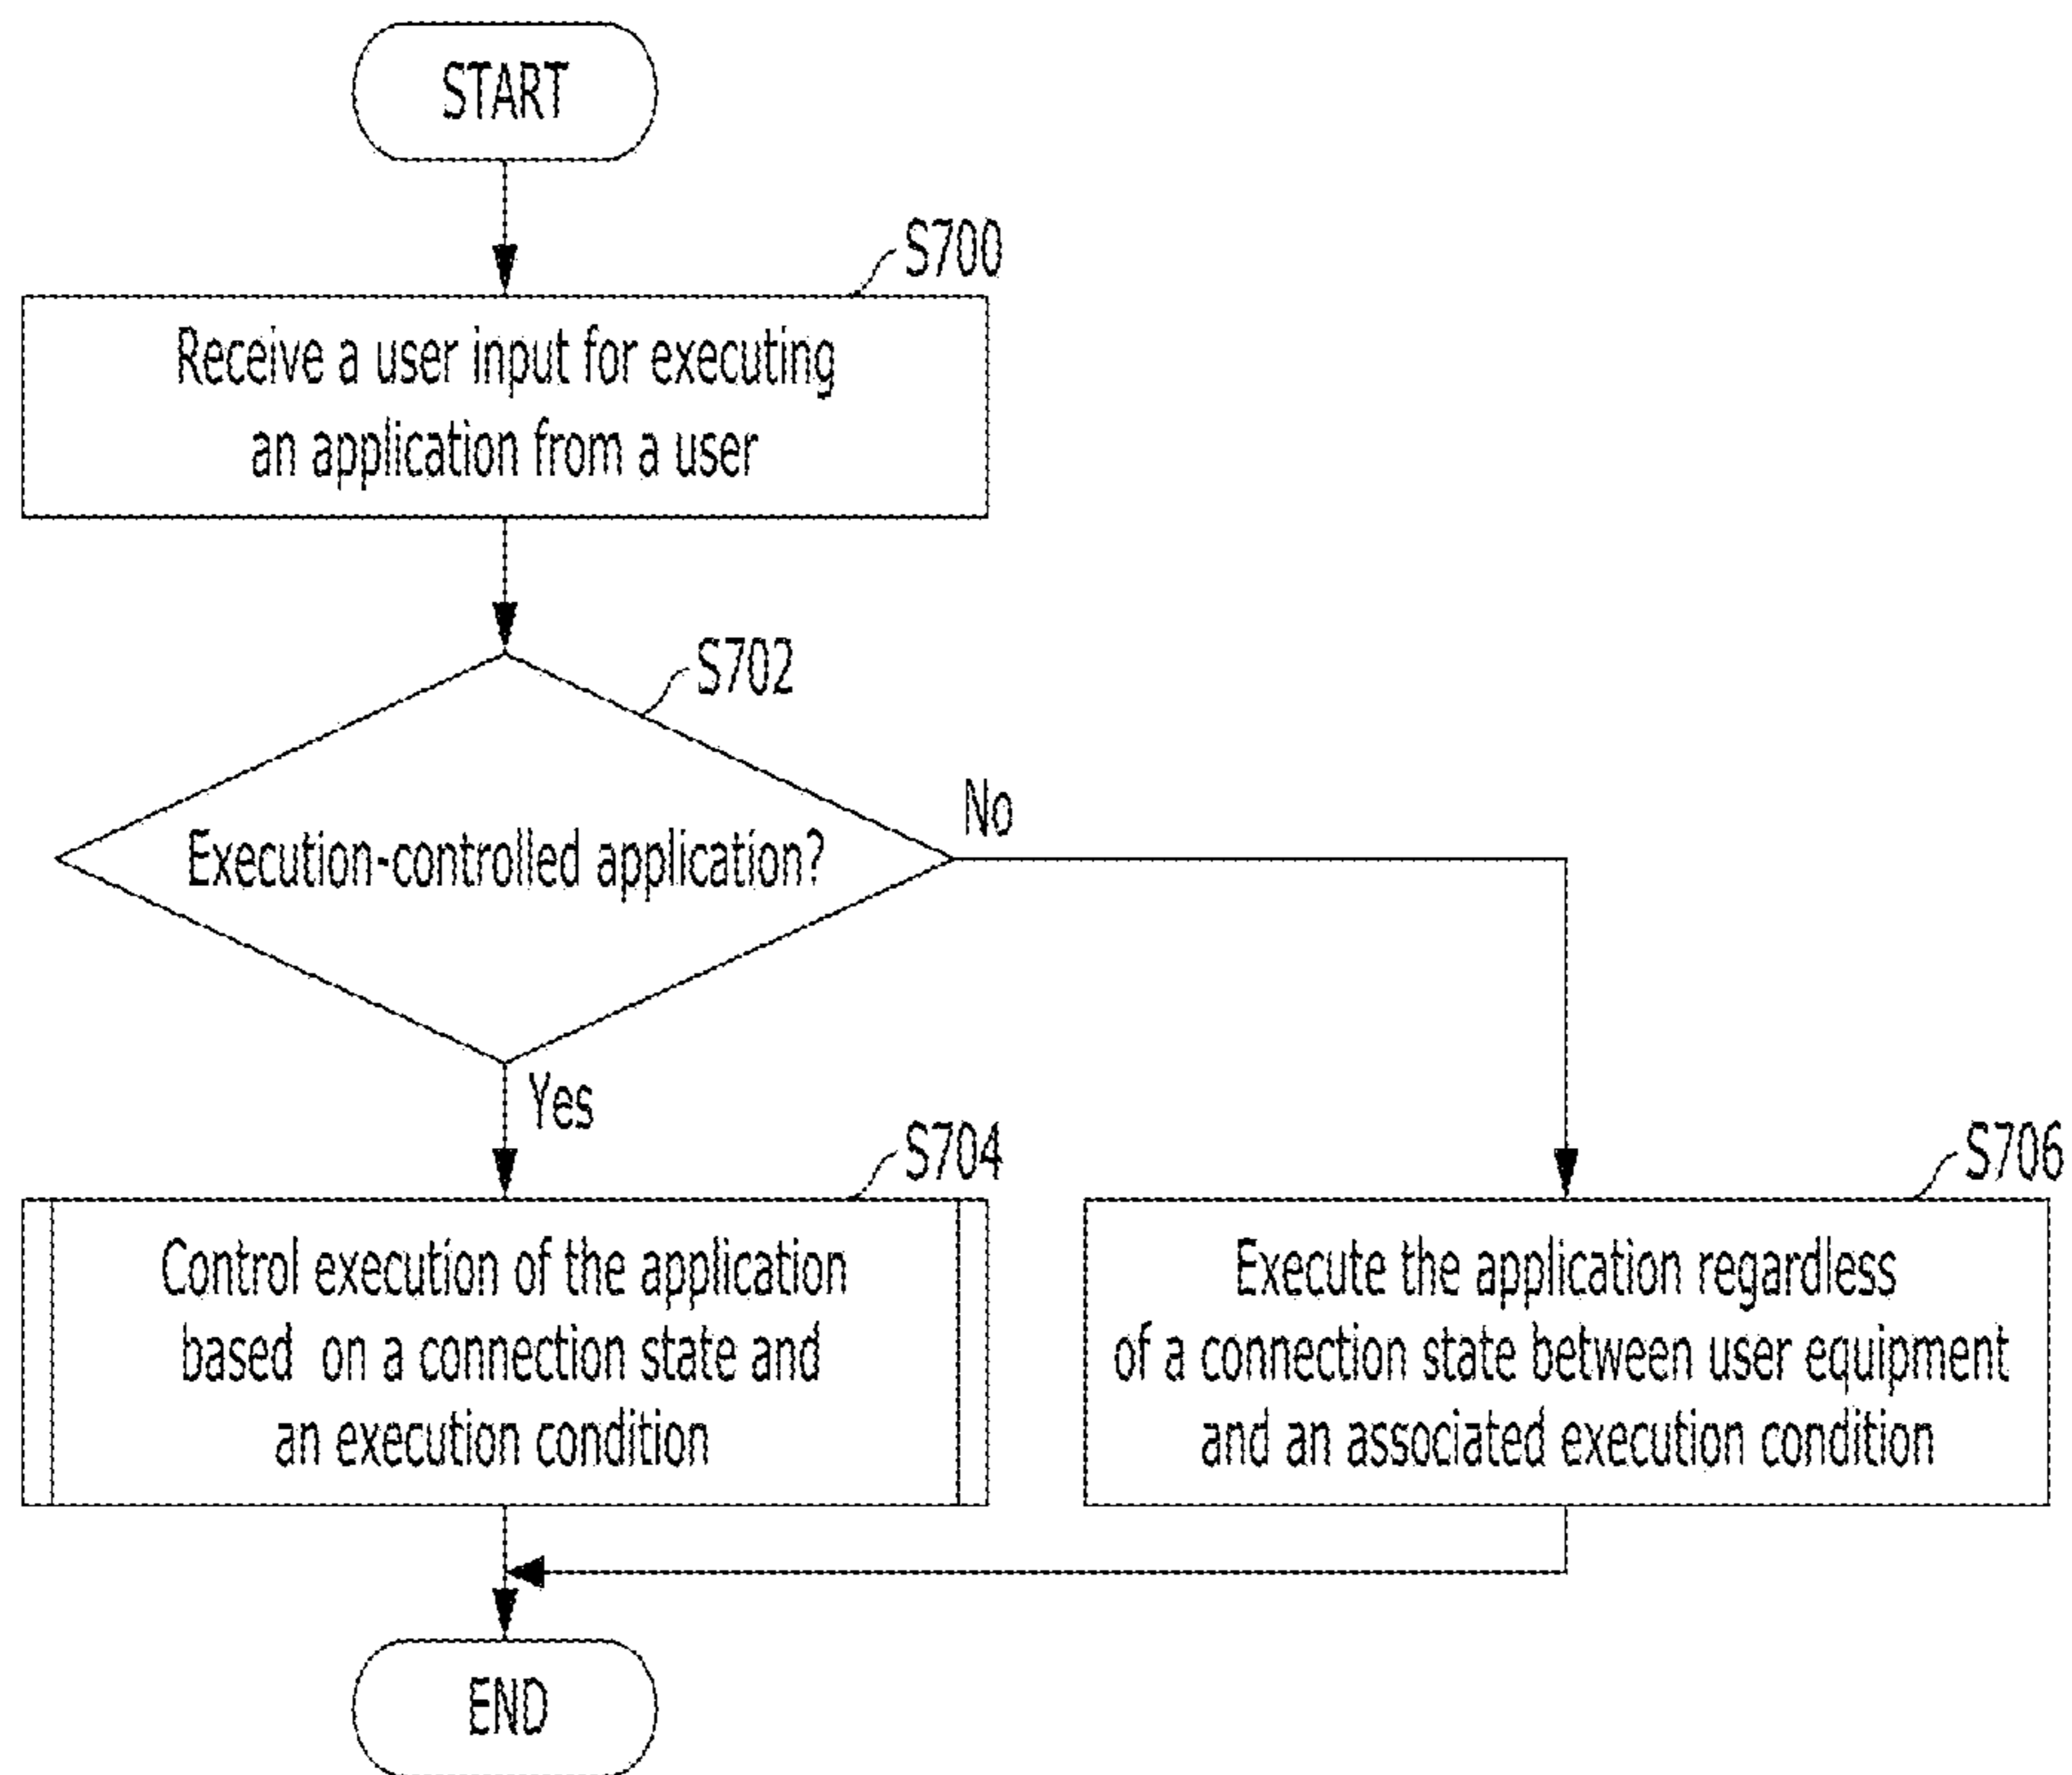 START
S700
Receive a user input for executing
an application from a user
S702
Execution-controlled application?
No
Yes
S704
Control execution of the application
based on a connection state and
an execution condition
S706
Execute the application regardless
of a connection state between user equipment
and an associated execution condition
END